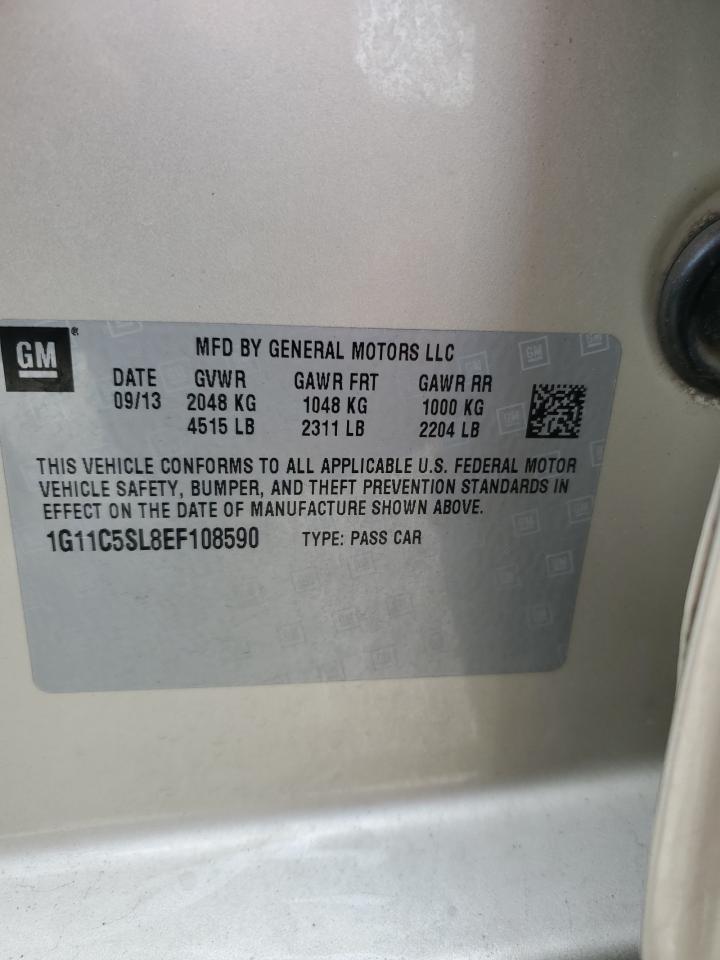 GM ®
MFD BY GENERAL MOTORS LLC
DATE GVWR GAWR FRT GAWR RR
09/13 2048 KG 1048 KG 1000 KG
4515 LB 2311 LB 2204 LB
THIS VEHICLE CONFORMS TO ALL APPLICABLE U.S. FEDERAL MOTOR
VEHICLE SAFETY, BUMPER, AND THEFT PREVENTION STANDARDS IN
EFFECT ON THE DATE OF MANUFACTURE SHOWN ABOVE.
1G11C5SL8EF108590 TYPE: PASS CAR